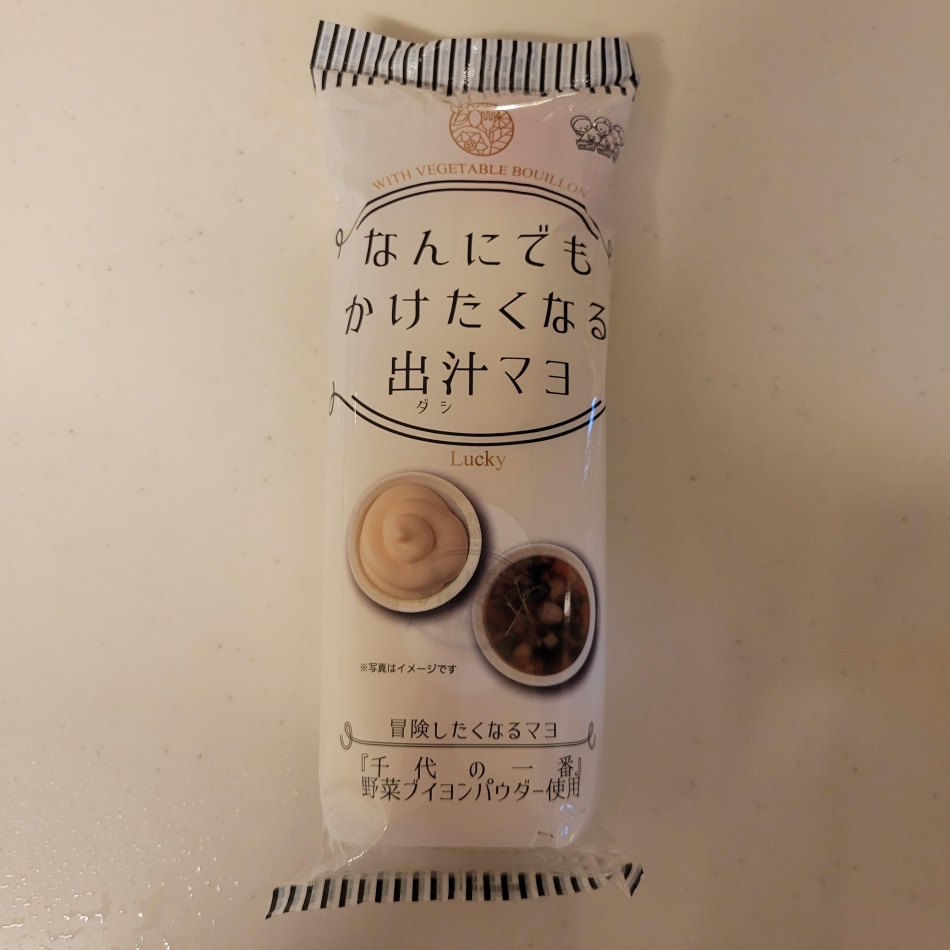 WITH VEGETABLE BOUILLON
なんにでも
かけたくなる
出汁マヨ
ダシ
Lucky
※写真はイメージです
冒険したくなるマヨ
『千代の一番』
野菜ブイヨンパウダー使用